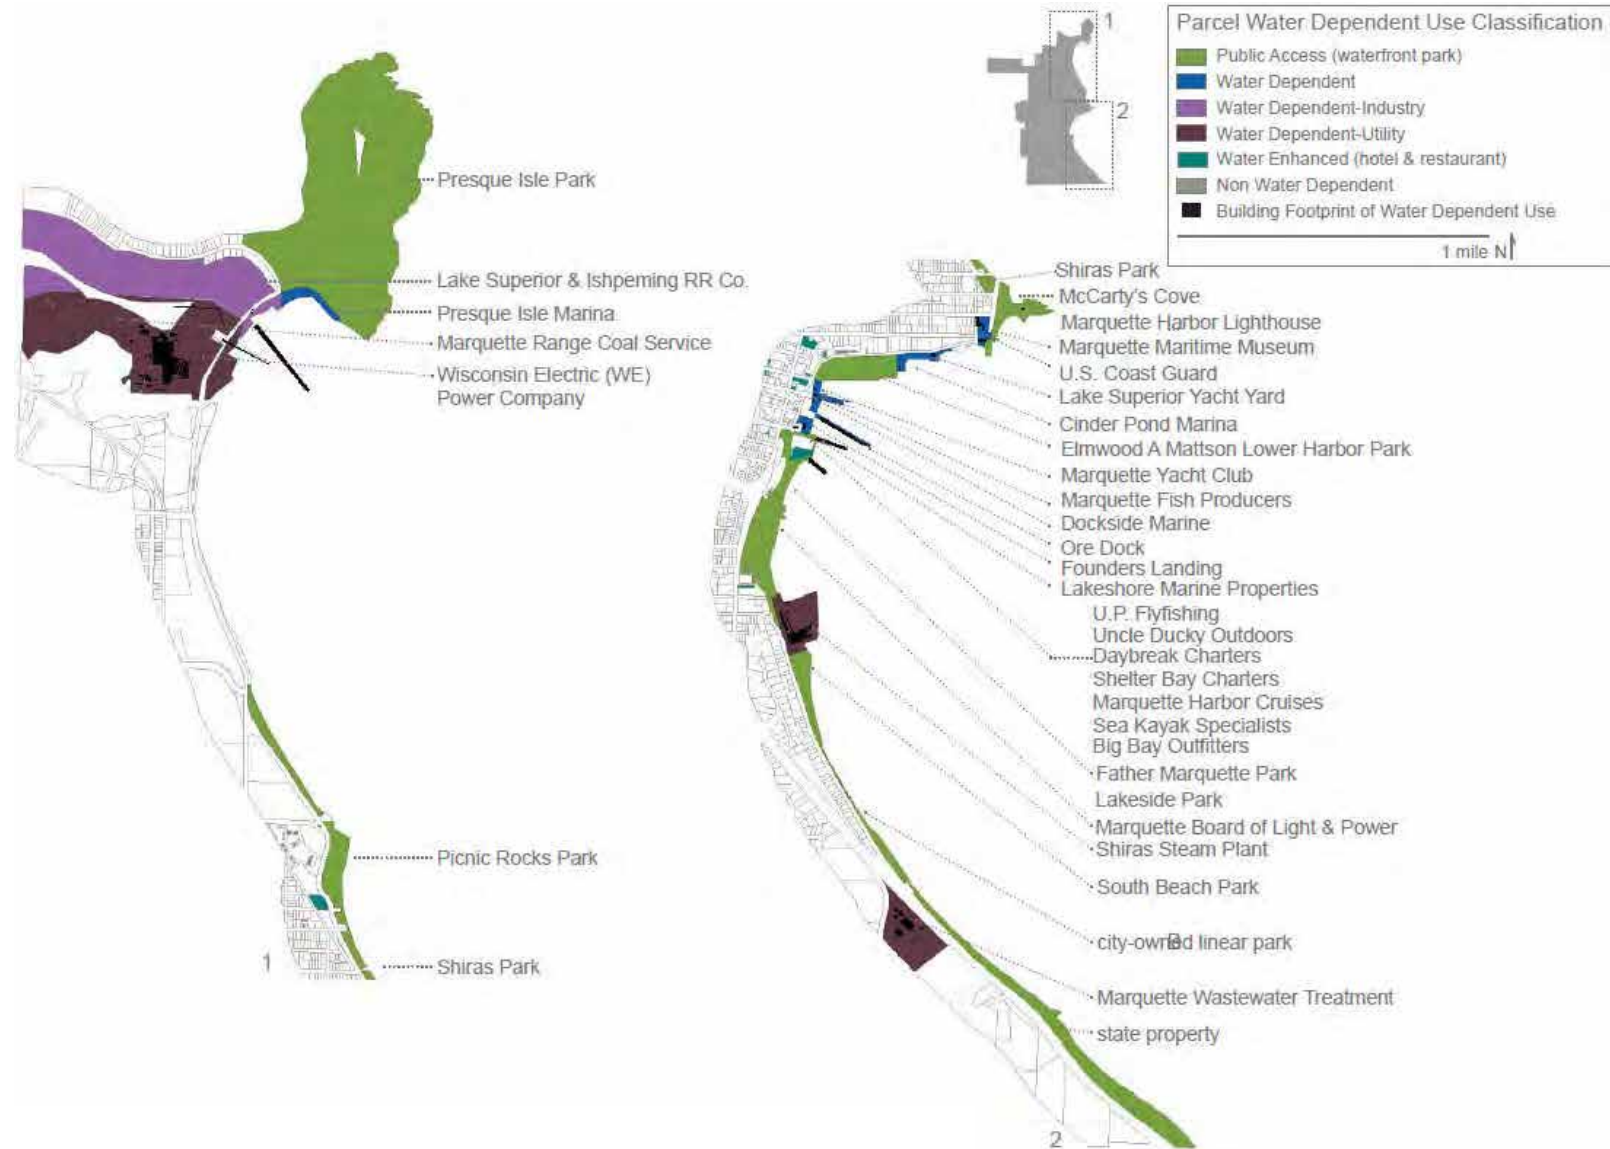 Parcel Water Dependent Use Classification
Public Access (waterfront park)
Water Dependent
Water Dependent-Industry
Water Dependent-Utility
Water Enhanced (hotel & restaurant)
Non Water Dependent
Building Footprint of Water Dependent Use
1 mile N
1
2
Presque Isle Park
Lake Superior & Ishpeming RR Co.
Presque Isle Marina
Marquette Range Coal Service
Wisconsin Electric (WE)
Power Company
Picnic Rocks Park
Shiras Park
1
Shiras Park
McCarty's Cove
Marquette Harbor Lighthouse
Marquette Maritime Museum
U.S. Coast Guard
Lake Superior Yacht Yard
Cinder Pond Marina
Elmwood A Mattson Lower Harbor Park
Marquette Yacht Club
Marquette Fish Producers
Dockside Marine
Ore Dock
Founders Landing
Lakeshore Marine Properties
U.P. Flyfishing
Uncle Ducky Outdoors
Daybreak Charters
Shelter Bay Charters
Marquette Harbor Cruises
Sea Kayak Specialists
Big Bay Outfitters
Father Marquette Park
Lakeside Park
Marquette Board of Light & Power
Shiras Steam Plant
South Beach Park
city-owned linear park
Marquette Wastewater Treatment
state property
2